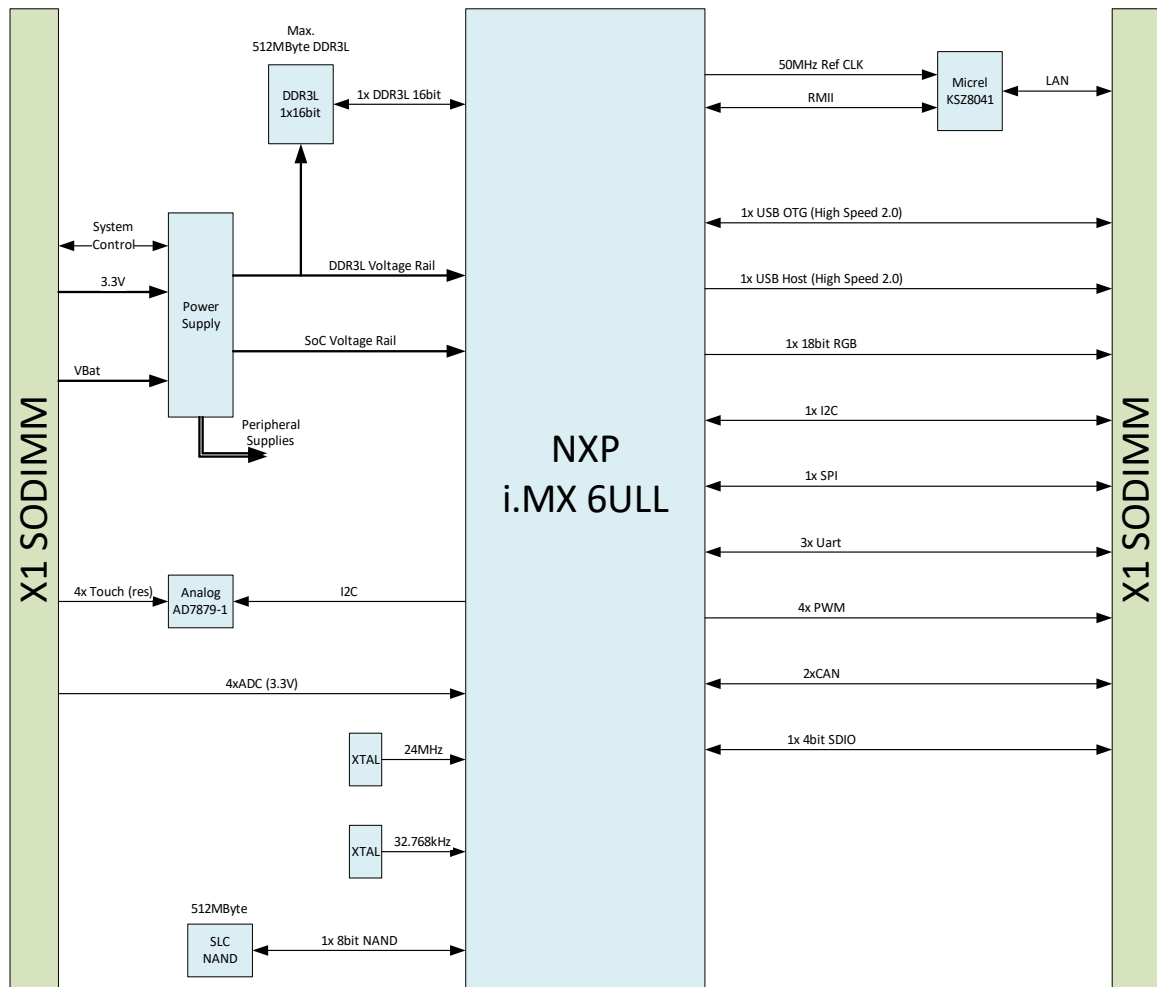 Max.
512MByte DDR3L
DDR3L
1x16bit
1x DDR3L 16bit
50MHz Ref CLK
RMII
Micrel
KSZ8041
LAN
System
Control
3.3V
VBat
Power
Supply
DDR3L Voltage Rail
SoC Voltage Rail
Peripheral
Supplies
X1 SODIMM
NXP
i.MX 6ULL
X1 SODIMM
1x USB OTG (High Speed 2.0)
1x USB Host (High Speed 2.0)
1x 18bit RGB
1x I2C
1x SPI
3x Uart
4x PWM
2xCAN
1x 4bit SDIO
4x Touch (res)
Analog
AD7879-1
I2C
4xADC (3.3V)
XTAL
24MHz
XTAL
32.768kHz
512MByte
SLC
NAND
1x 8bit NAND